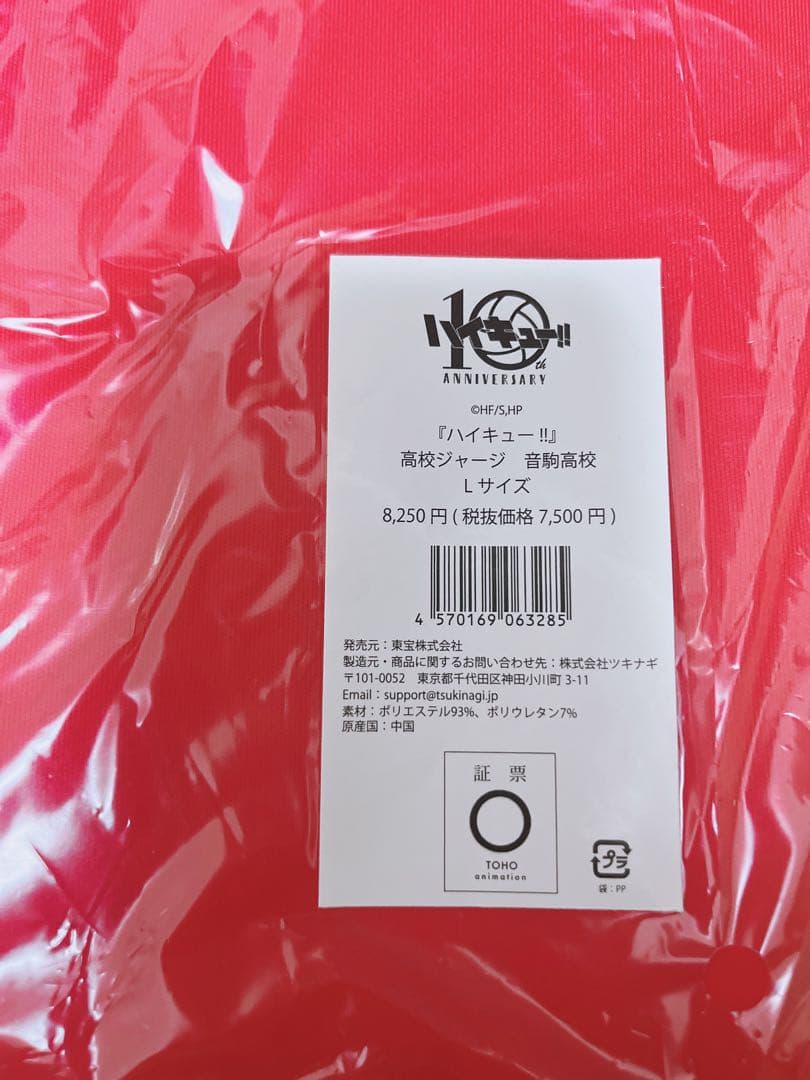 10th
ハイキュー!!
ANNIVERSARY
©HF/S,HP
『ハイキュー!!』
高校ジャージ　音駒高校
Lサイズ
8,250円(税抜価格7,500円)
4 570169 063285
発売元：東宝株式会社
製造元・商品に関するお問い合わせ先：株式会社ツキナギ
〒101-0052　東京都千代田区神田小川町3-11
Email：support@tsukinagi.jp
素材：ポリエステル93%、ポリウレタン7%
原産国：中国
証票
TOHO
animation
プラ
袋：PP